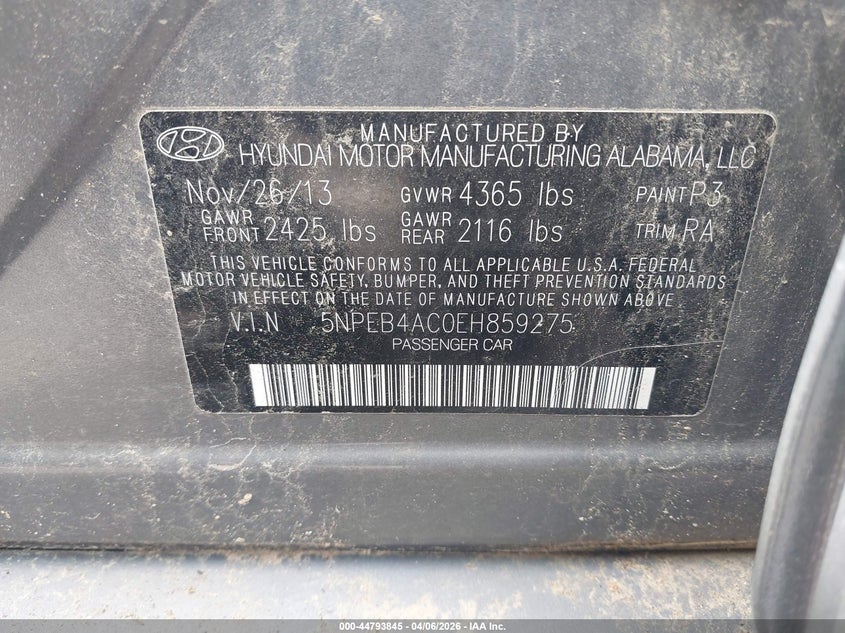 MANUFACTURED BY
HYUNDAI MOTOR MANUFACTURING ALABAMA, LLC
Nov/26/13 GVWR 4365 lbs PAINT P3
GAWR FRONT 2425 lbs GAWR REAR 2116 lbs TRIM RA
THIS VEHICLE CONFORMS TO ALL APPLICABLE U.S.A. FEDERAL
MOTOR VEHICLE SAFETY, BUMPER, AND THEFT PREVENTION STANDARDS
IN EFFECT ON THE DATE OF MANUFACTURE SHOWN ABOVE.
V.I.N 5NPEB4AC0EH859275
PASSENGER CAR
000-44793845 - 04/06/2026 - IAA Inc.